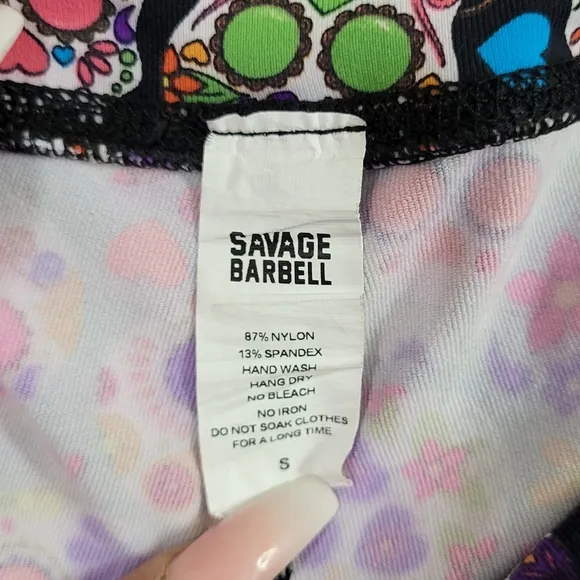 SAVAGE
BARBELL
87% NYLON
13% SPANDEX
HAND WASH
HANG DRY
NO BLEACH
NO IRON
DO NOT SOAK CLOTHES
FOR A LONG TIME
S